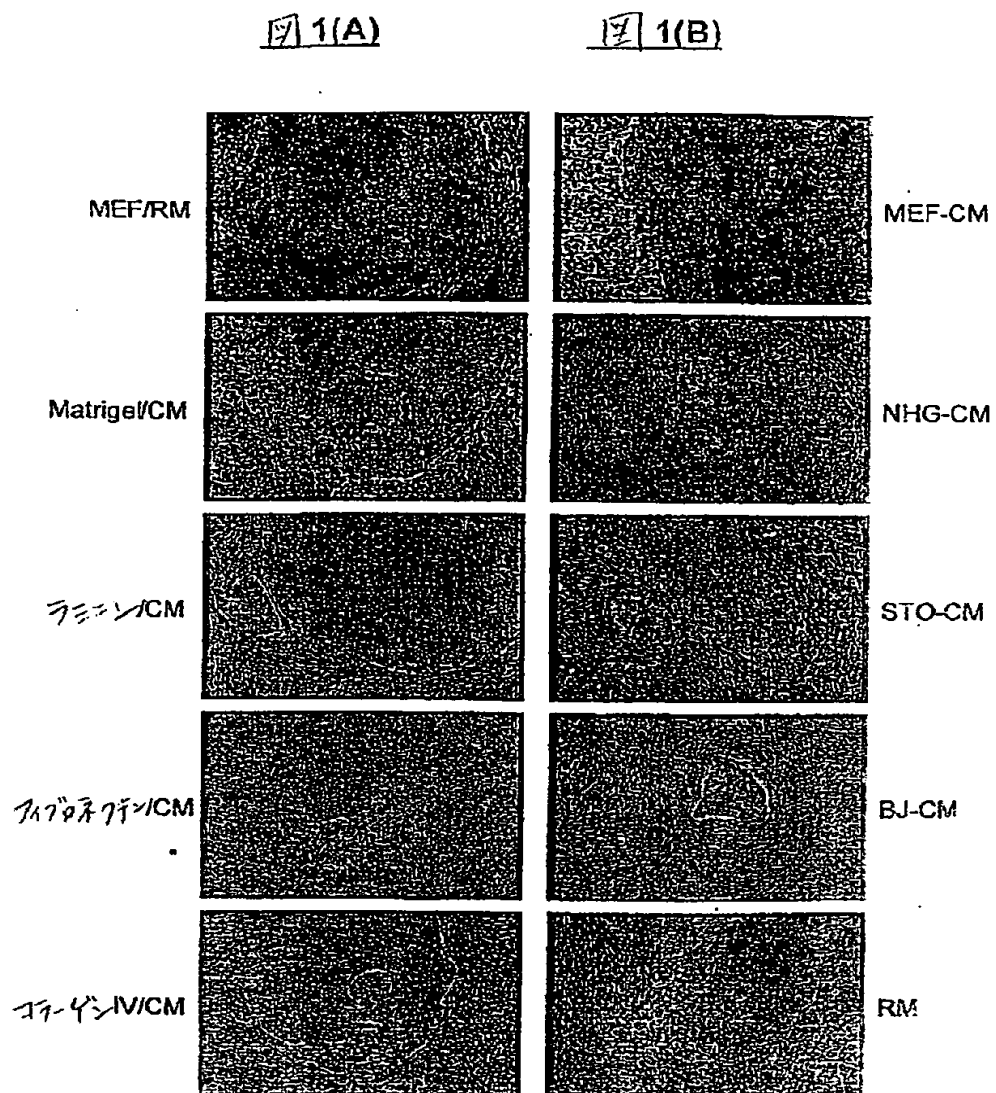 図 1(A)
図 1(B)
MEF/RM
MEF-CM
Matrigel/CM
NHG-CM
ラミニン/CM
STO-CM
フィブロネクチン/CM
BJ-CM
コラーゲンIV/CM
RM